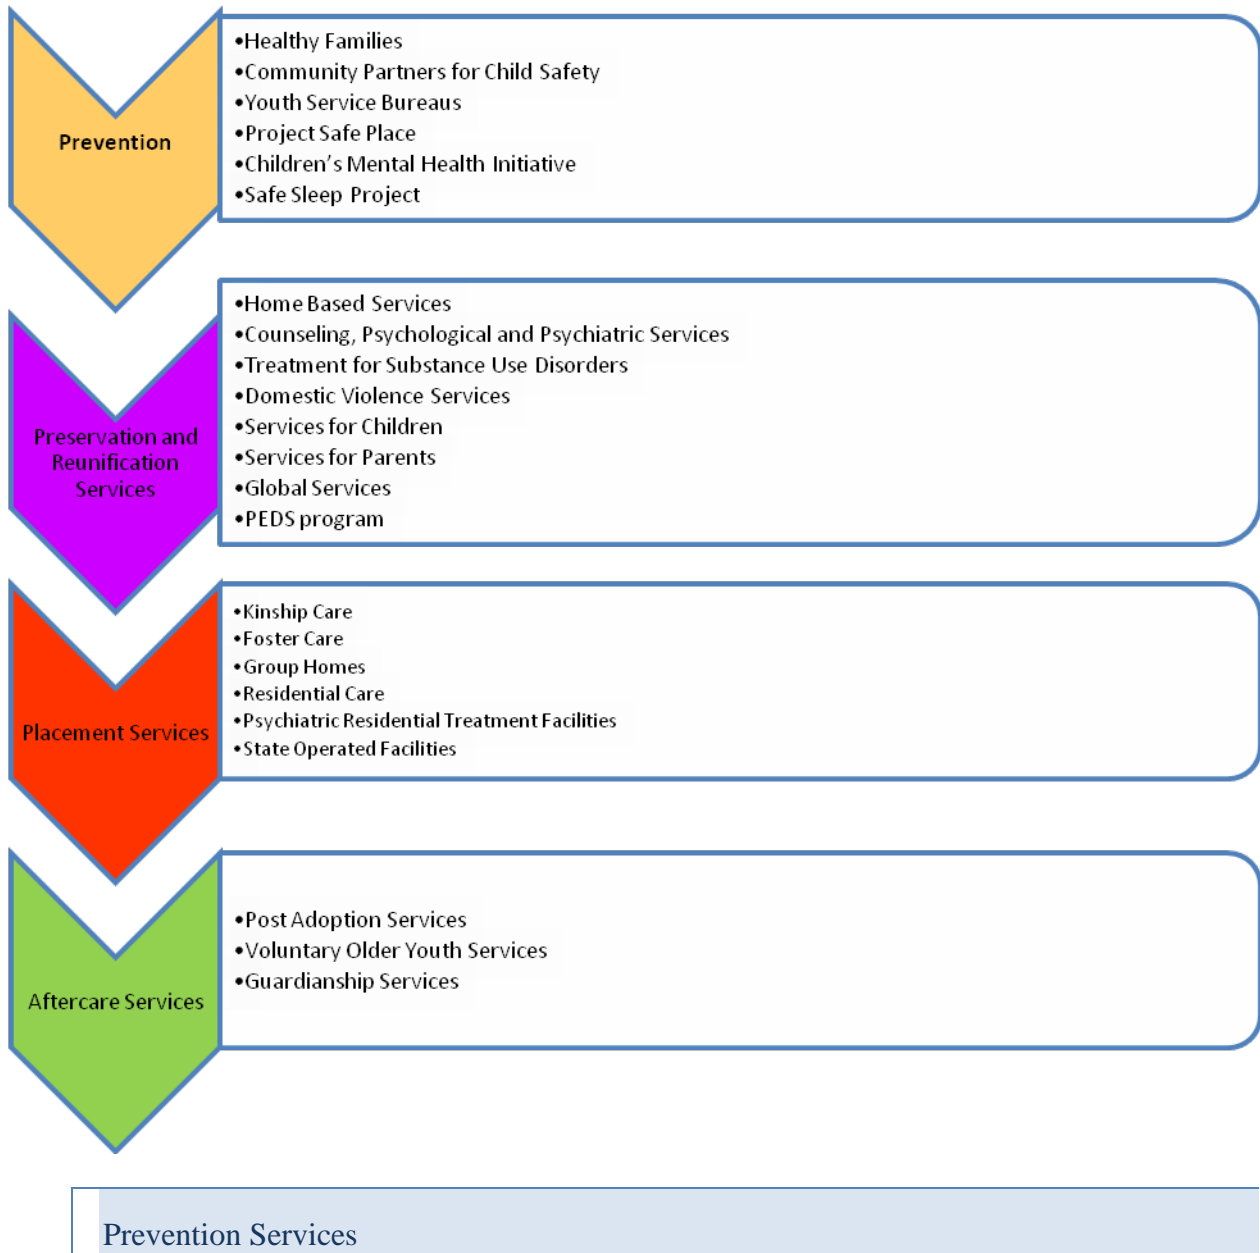 Prevention
•Healthy Families
•Community Partners for Child Safety
•Youth Service Bureaus
•Project Safe Place
•Children’s Mental Health Initiative
•Safe Sleep Project
Preservation and
Reunification
Services
•Home Based Services
•Counseling, Psychological and Psychiatric Services
•Treatment for Substance Use Disorders
•Domestic Violence Services
•Services for Children
•Services for Parents
•Global Services
•PEDS program
Placement Services
•Kinship Care
•Foster Care
•Group Homes
•Residential Care
•Psychiatric Residential Treatment Facilities
•State Operated Facilities
Aftercare Services
•Post Adoption Services
•Voluntary Older Youth Services
•Guardianship Services
Prevention Services